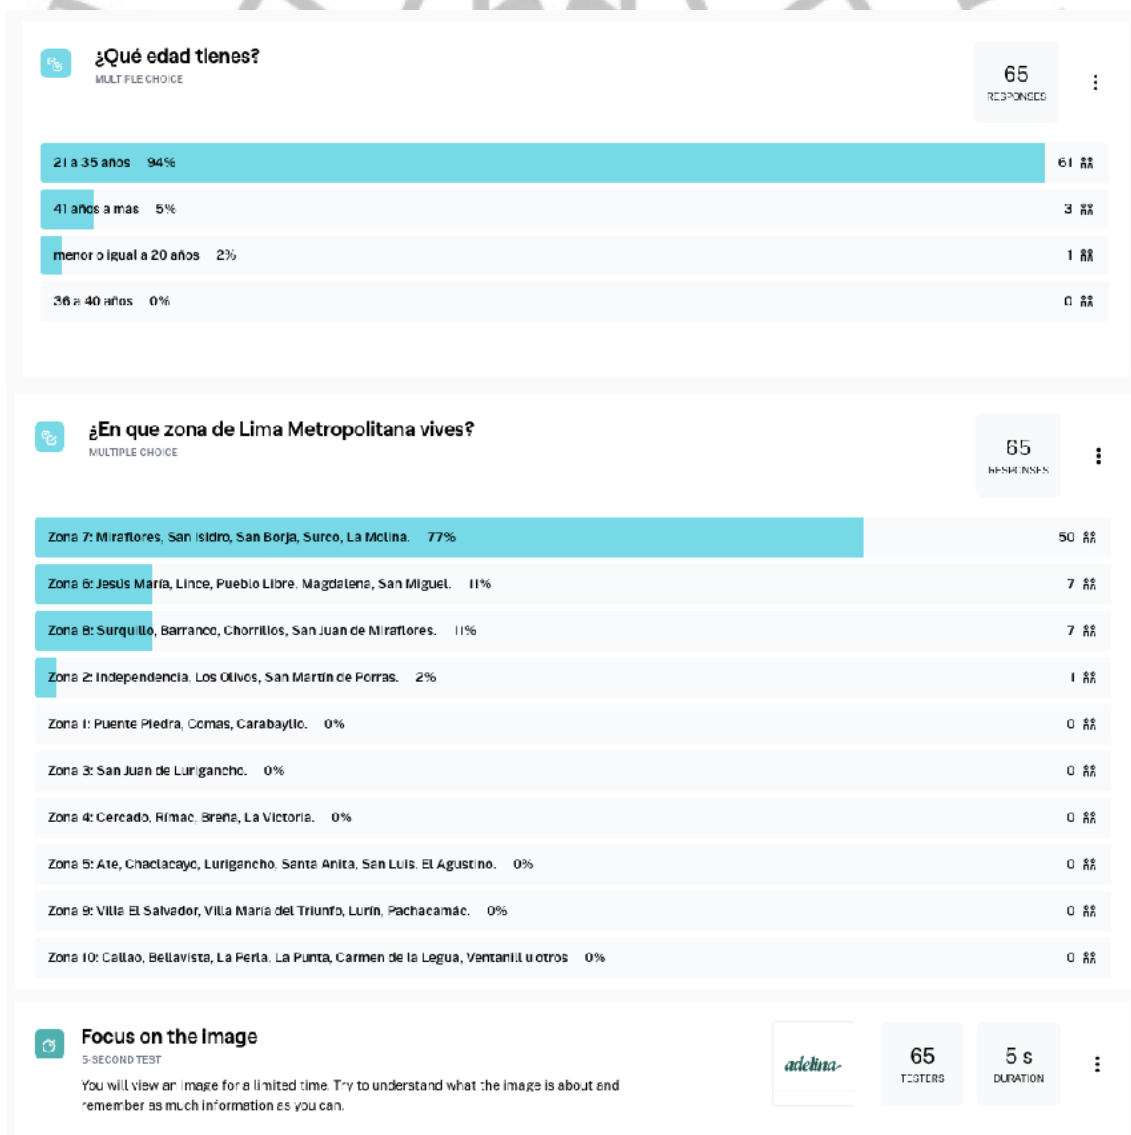 ¿Qué edad tienes?
MULTIPLE CHOICE
65
RESPONSES
21 a 35 años 94% 61
41 años a más 5% 3
menor o igual a 20 años 2% 1
36 a 40 años 0% 0
¿En que zona de Lima Metropolitana vives?
MULTIPLE CHOICE
65
RESPONSES
Zona 7: Miraflores, San Isidro, San Borja, Surco, La Molina. 77% 50
Zona 6: Jesús María, Lince, Pueblo Libre, Magdalena, San Miguel. 11% 7
Zona 8: Surquillo, Barranco, Chorrillos, San Juan de Miraflores. 11% 7
Zona 2: Independencia, Los Olivos, San Martín de Porras. 2% 1
Zona 1: Puente Piedra, Comas, Carabayllo. 0% 0
Zona 3: San Juan de Lurigancho. 0% 0
Zona 4: Cercado, Rímac, Breña, La Victoria. 0% 0
Zona 5: Ate, Chaclacayo, Lurigancho, Santa Anita, San Luis, El Agustino. 0% 0
Zona 9: Villa El Salvador, Villa María del Triunfo, Lurín, Pachacamác. 0% 0
Zona 10: Callao, Bellavista, La Perla, La Punta, Carmen de la Legua, Ventanill u otros 0% 0
Focus on the image
5-SECOND TEST
You will view an image for a limited time. Try to understand what the image is about and
remember as much information as you can.
adelina
65
TESTERS
5 s
DURATION